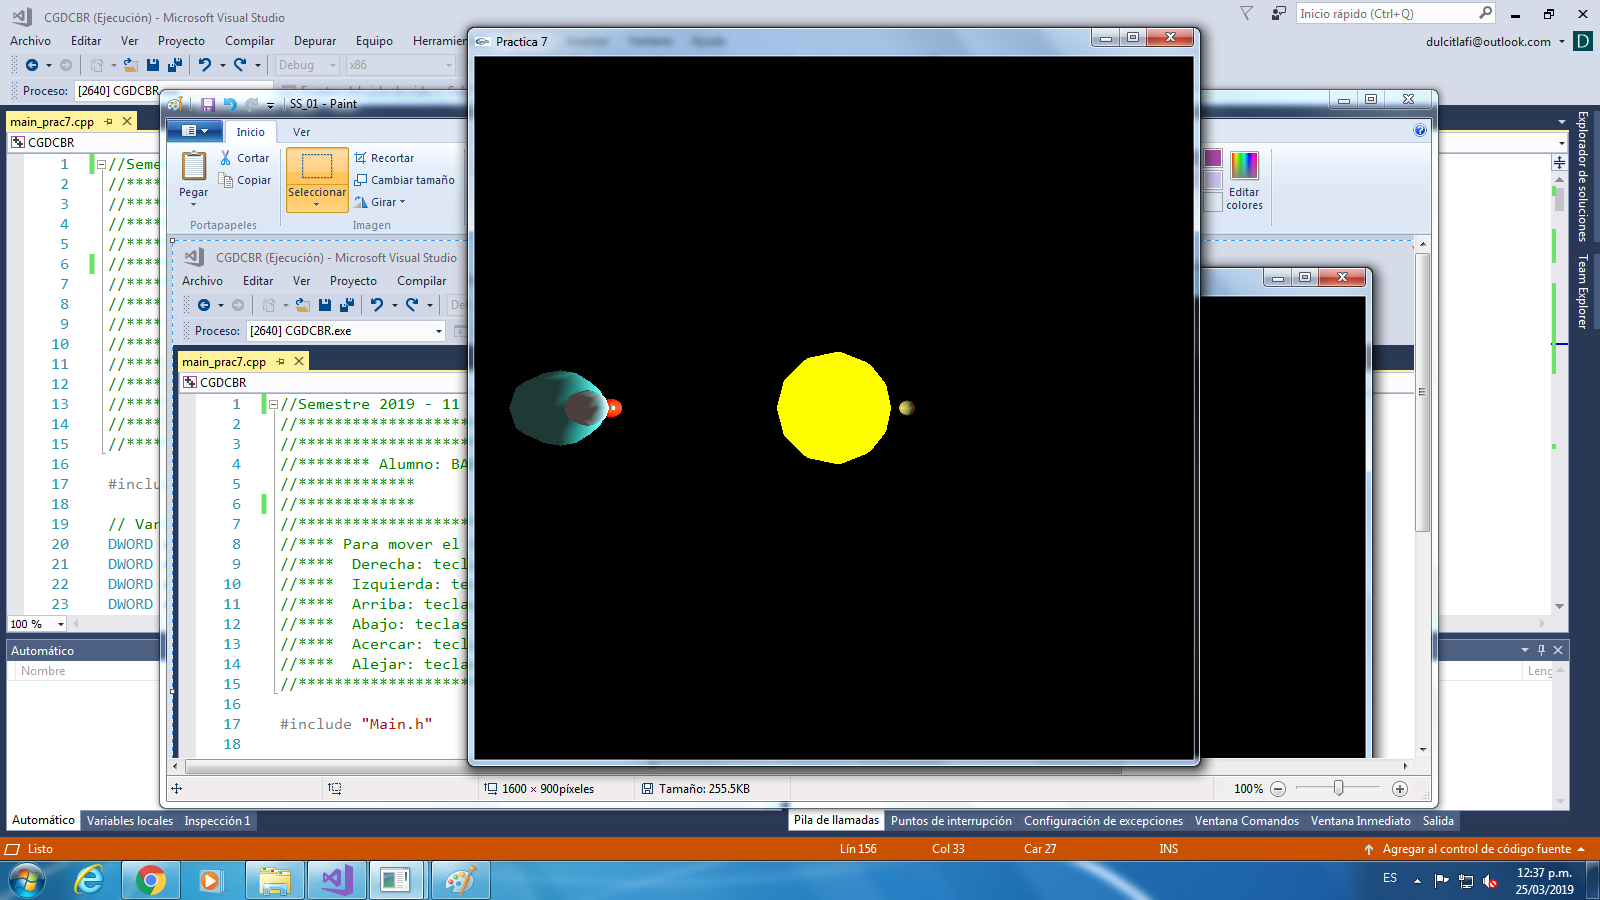 CGDCBR (Ejecución) - Microsoft Visual Studio
Inicio rápido (Ctrl+Q)
Archivo Editar Ver Proyecto Compilar Depurar Equipo Herramien
dulcitlafi@outlook.com D
Debug x86
Proceso: [2640] CGDCBR
main_prac7.cpp
CGDCBR
1 //Seme
2 //****
3 //****
4 //****
5 //****
6 //****
7 //****
8 //****
9 //****
10 //****
11 //****
12 //****
13 //****
14 //****
15 //****
16
17 #inclu
18
19 // Var
20 DWORD
21 DWORD
22 DWORD
23 DWORD
100 %
Explorador de soluciones
Team Explorer
SS_01 - Paint
Inicio Ver
Pegar
Cortar
Copiar
Portapapeles
Seleccionar
Recortar
Cambiar tamaño
Girar
Imagen
Editar
colores
CGDCBR (Ejecución) - Microsoft Visual Studio
Archivo Editar Ver Proyecto Compilar
De
Proceso: [2640] CGDCBR.exe
main_prac7.cpp
CGDCBR
1 //Semestre 2019 - 11
2 //*********************
3 //*********************
4 //******** Alumno: BA
5 //*************
6 //*************
7 //*********************
8 //**** Para mover el
9 //**** Derecha: tecl
10 //**** Izquierda: te
11 //**** Arriba: tecla
12 //**** Abajo: teclas
13 //**** Acercar: tecl
14 //**** Alejar: tecla
15 //*********************
16
17 #include "Main.h"
18
1600 × 900píxeles
Tamaño: 255.5KB
100%
Practica 7
Automático
Nombre
Leng
Automático Variables locales Inspección 1
Pila de llamadas Puntos de interrupción Configuración de excepciones Ventana Comandos Ventana Inmediato Salida
Listo
Lín 156 Col 33 Car 27 INS
Agregar al control de código fuente
ES
12:37 p.m.
25/03/2019